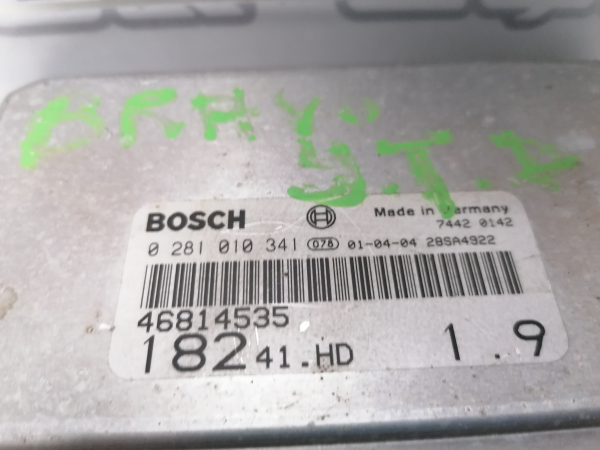 BRAVO
J.T.D
BOSCH Made in Germany
7442 0142
0 281 010 341 078 01-04-04 28SA4922
46814535
182 41.HD 1.9